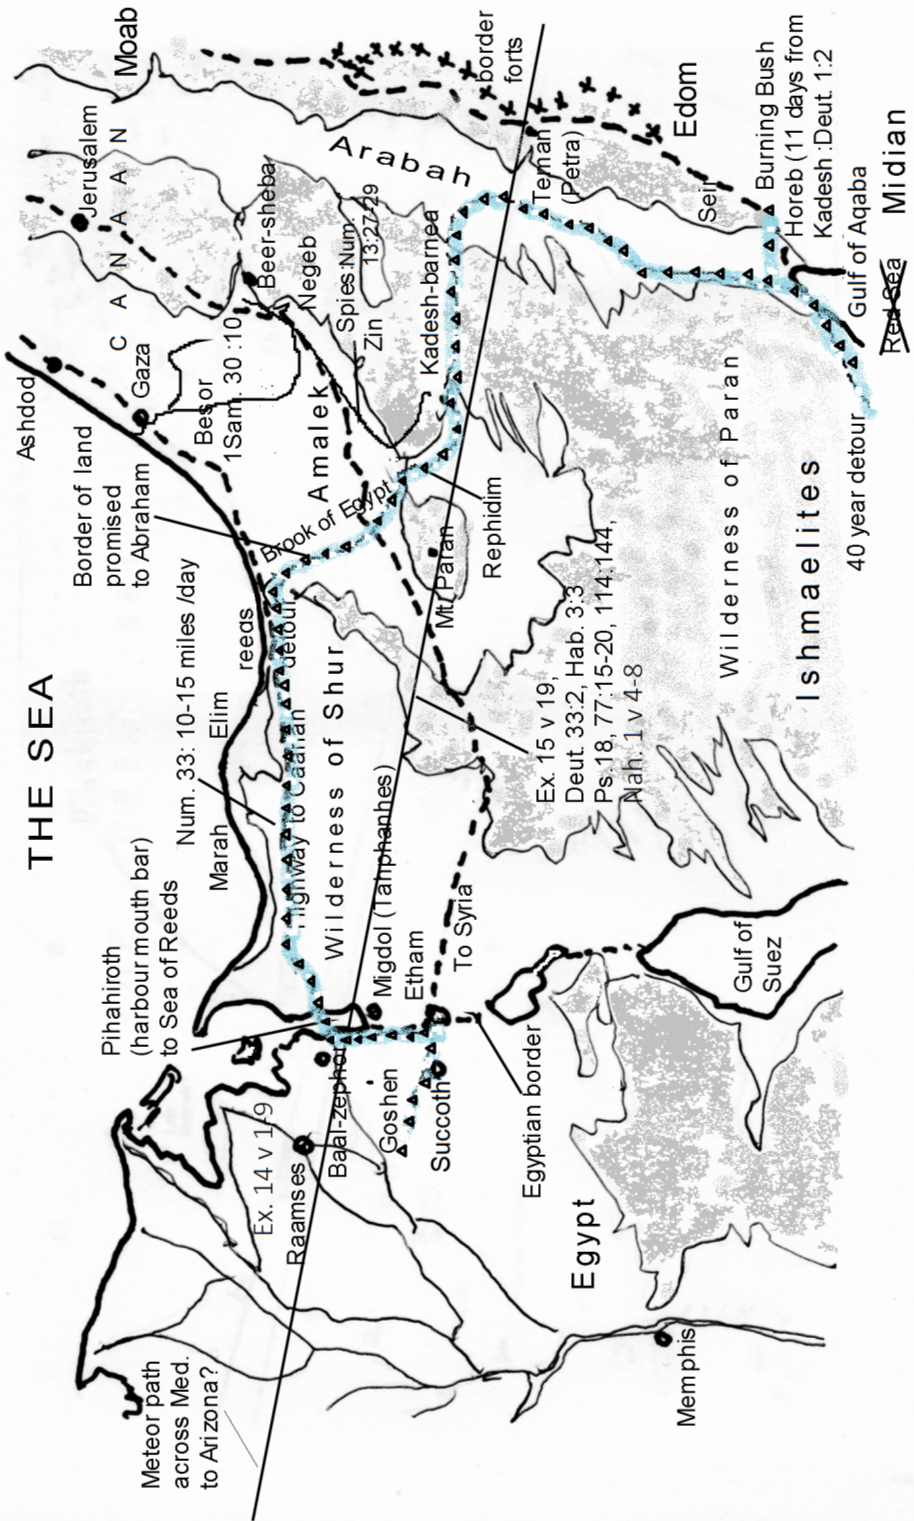 THE SEA
Meteor path
across Med.
to Arizona?
Pihahiroth
(harbour mouth bar)
to Sea of Reeds
Num. 33: 10-15 miles /day
Marah
Elim
reeds
Border of land
promised
to Abraham
Ashdod
Gaza
Jerusalem
Moab
C A N A A N
Besor
1Sam. 30 :10
Beer-sheba
Negeb
Arabah
border
forts
Spies:Num.
13:27-29
Zin
Amalek
Brook of Egypt
Kadesh-barnea
Highway to Caanan
detour
Wilderness of Shur
Ex. 14 v 1-9
Raamses
Baal-zephon
Goshen
Succoth
Migdol (Tahphanhes)
Etham
To Syria
Egyptian border
Mt. Paran
Rephidim
Teman
(Petra)
Edom
Seir
Ex. 15 v 19,
Deut 33:2, Hab. 3:3
Ps.18, 77:15-20, 114:144,
Nah. 1 v 4-8
Burning Bush
Horeb (11 days from
Kadesh :Deut. 1:2
Wilderness of Paran
Ishmaelites
40 year detour
Gulf of Aqaba
Red Sea
Midian
Gulf of
Suez
Egypt
Memphis